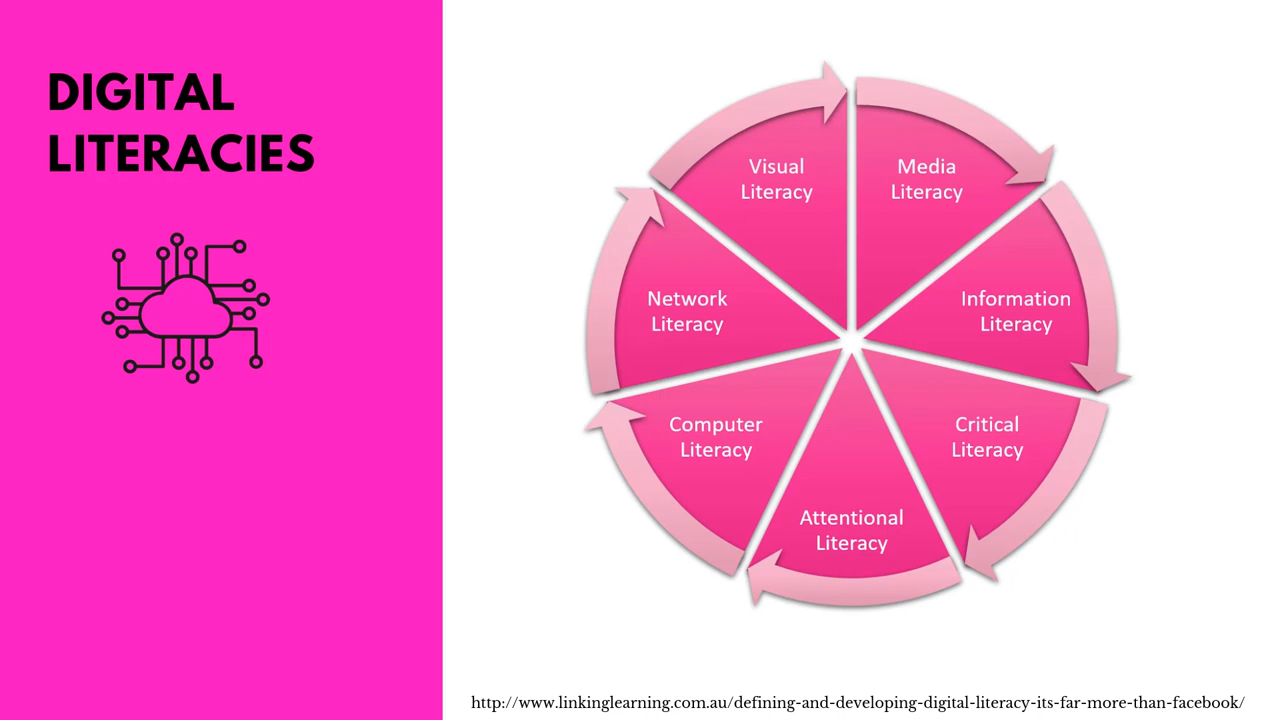 DIGITAL
LITERACIES
Visual
Literacy
Media
Literacy
Network
Literacy
Information
Literacy
Computer
Literacy
Critical
Literacy
Attentional
Literacy
http://www.linkinglearning.com.au/defining-and-developing-digital-literacy-its-far-more-than-facebook/